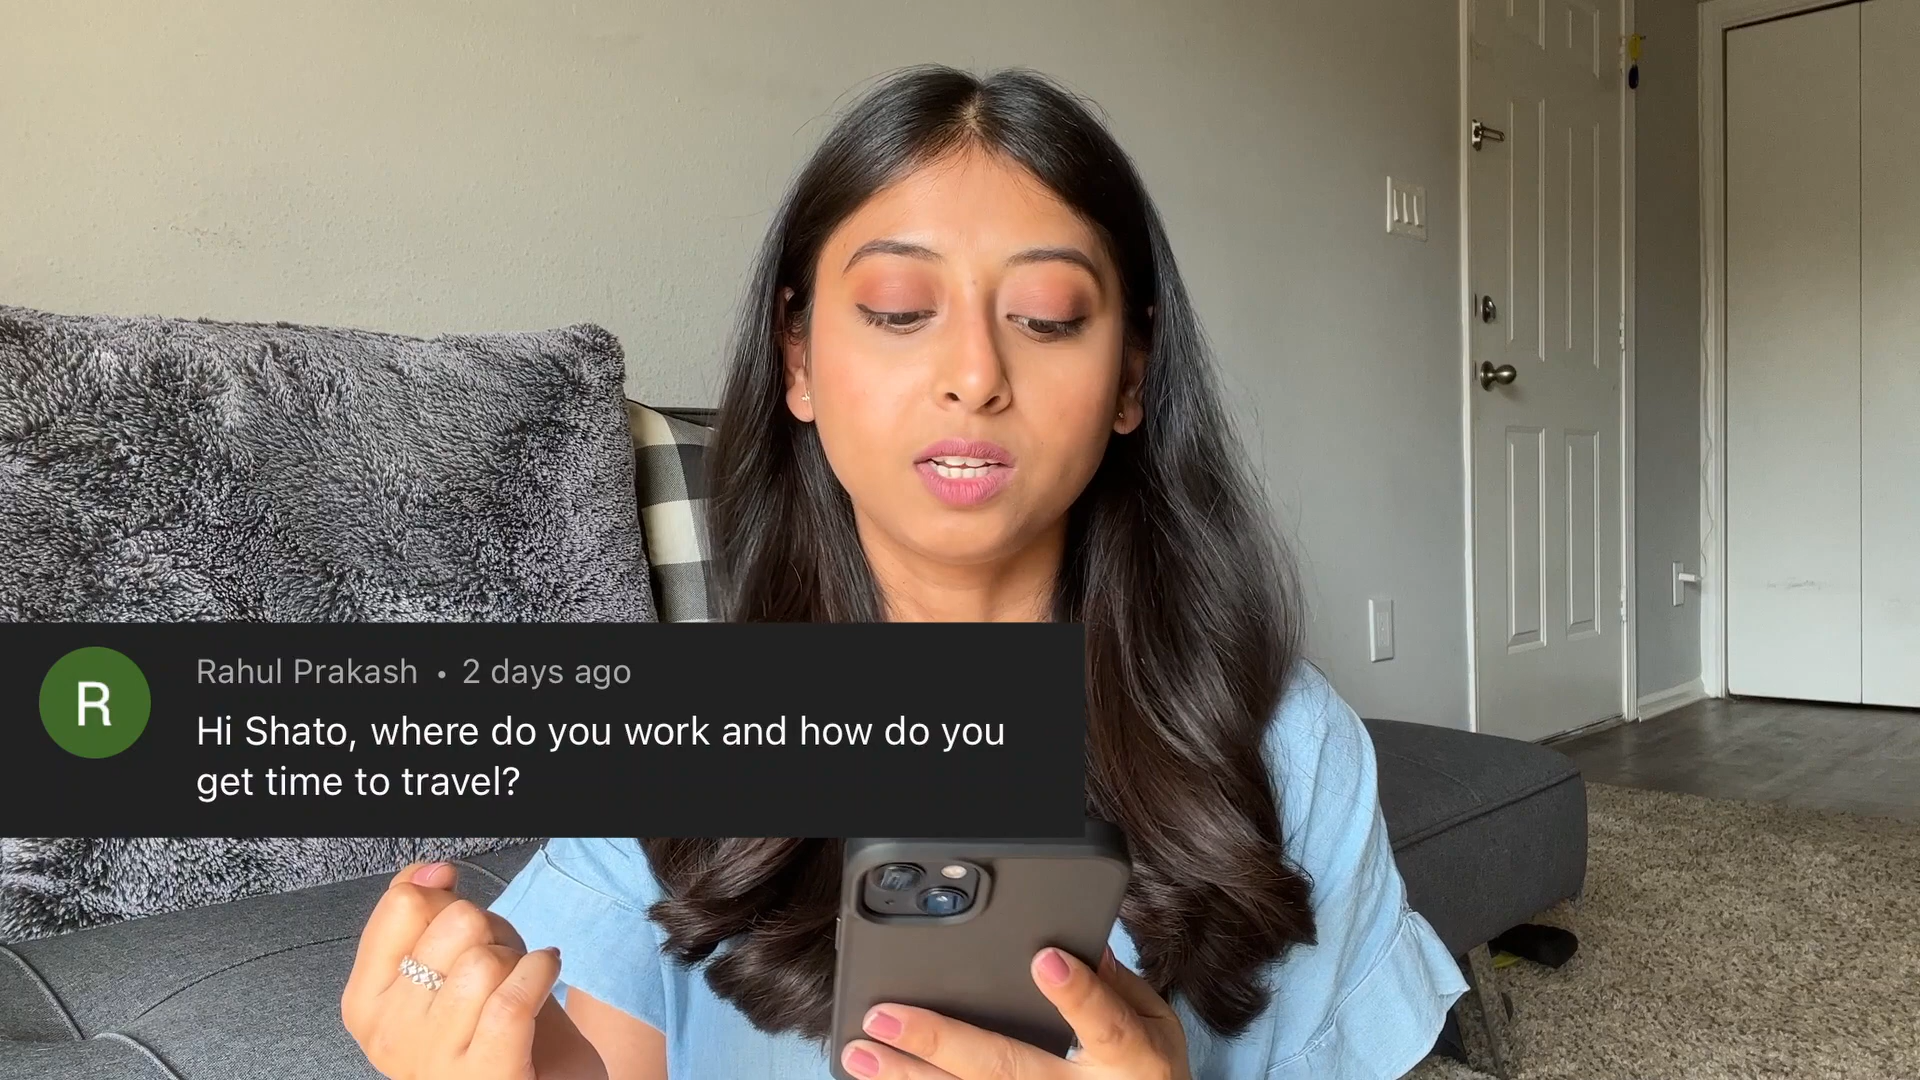 R
Rahul Prakash • 2 days ago
Hi Shato, where do you work and how do you
get time to travel?